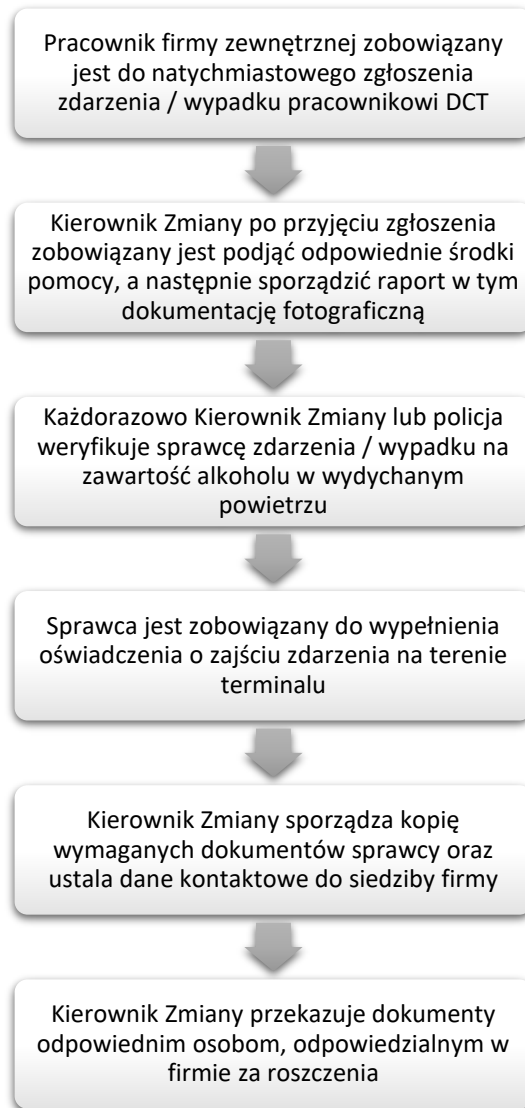 Pracownik firmy zewnętrznej zobowiązany
jest do natychmiastowego zgłoszenia
zdarzenia / wypadku pracownikowi DCT
Kierownik Zmiany po przyjęciu zgłoszenia
zobowiązany jest podjąć odpowiednie środki
pomocy, a następnie sporządzić raport w tym
dokumentację fotograficzną
Każdorazowo Kierownik Zmiany lub policja
weryfikuje sprawcę zdarzenia / wypadku na
zawartość alkoholu w wydychanym
powietrzu
Sprawca jest zobowiązany do wypełnienia
oświadczenia o zajściu zdarzenia na terenie
terminalu
Kierownik Zmiany sporządza kopię
wymaganych dokumentów sprawcy oraz
ustala dane kontaktowe do siedziby firmy
Kierownik Zmiany przekazuje dokumenty
odpowiednim osobom, odpowiedzialnym w
firmie za roszczenia